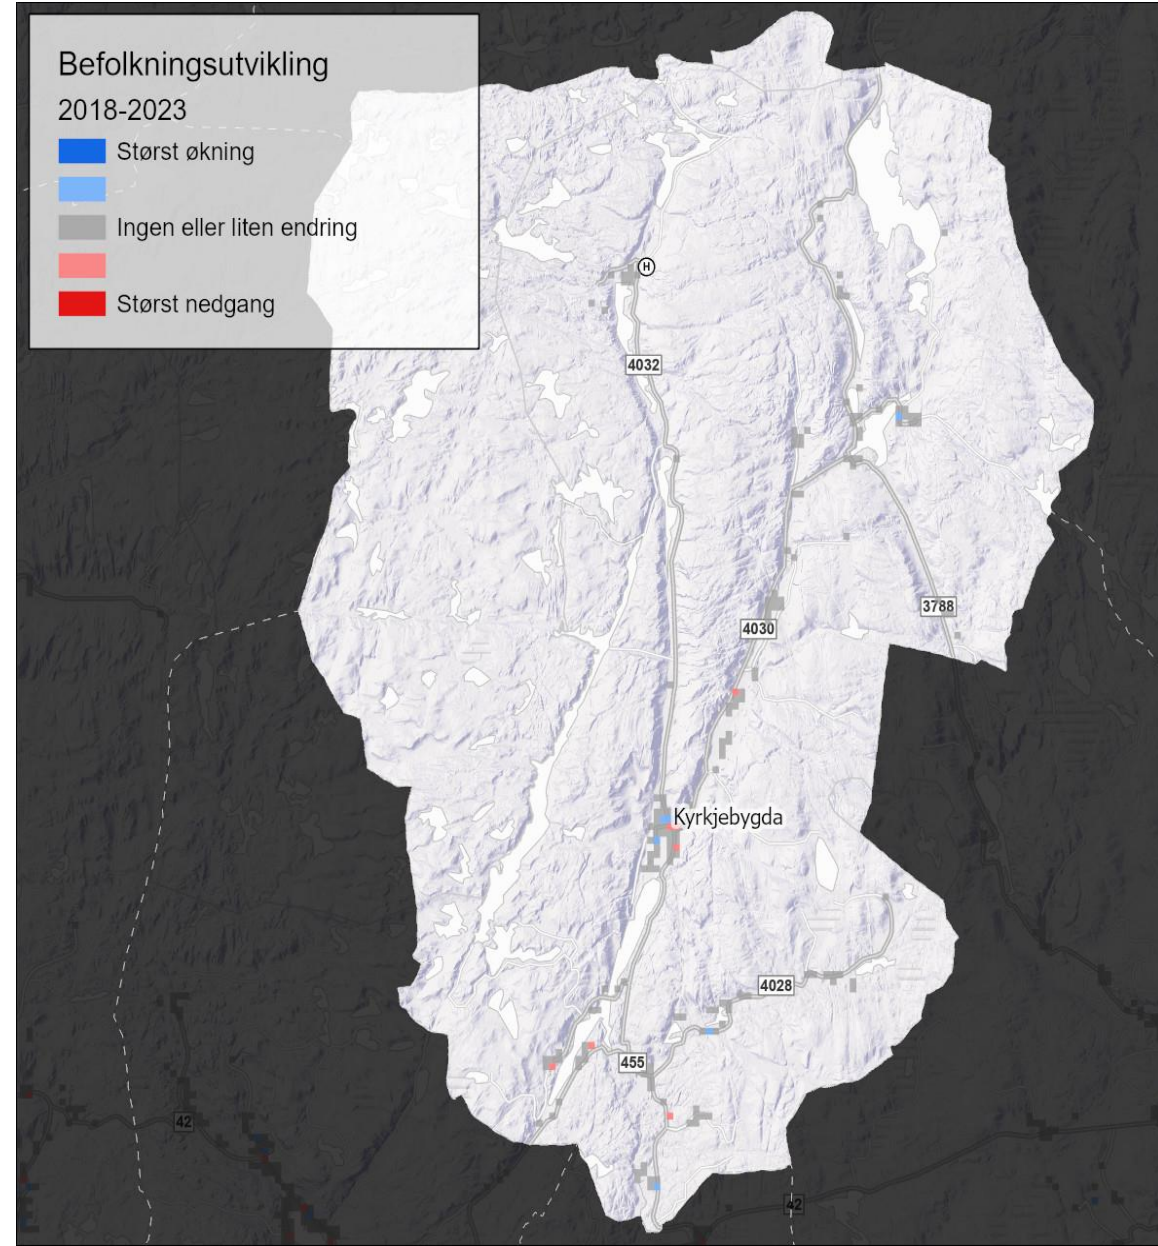 Befolkningsutvikling
2018-2023
Størst økning
Ingen eller liten endring
Størst nedgang
H
4032
3788
4030
Kyrkjebygda
4028
455
42
42